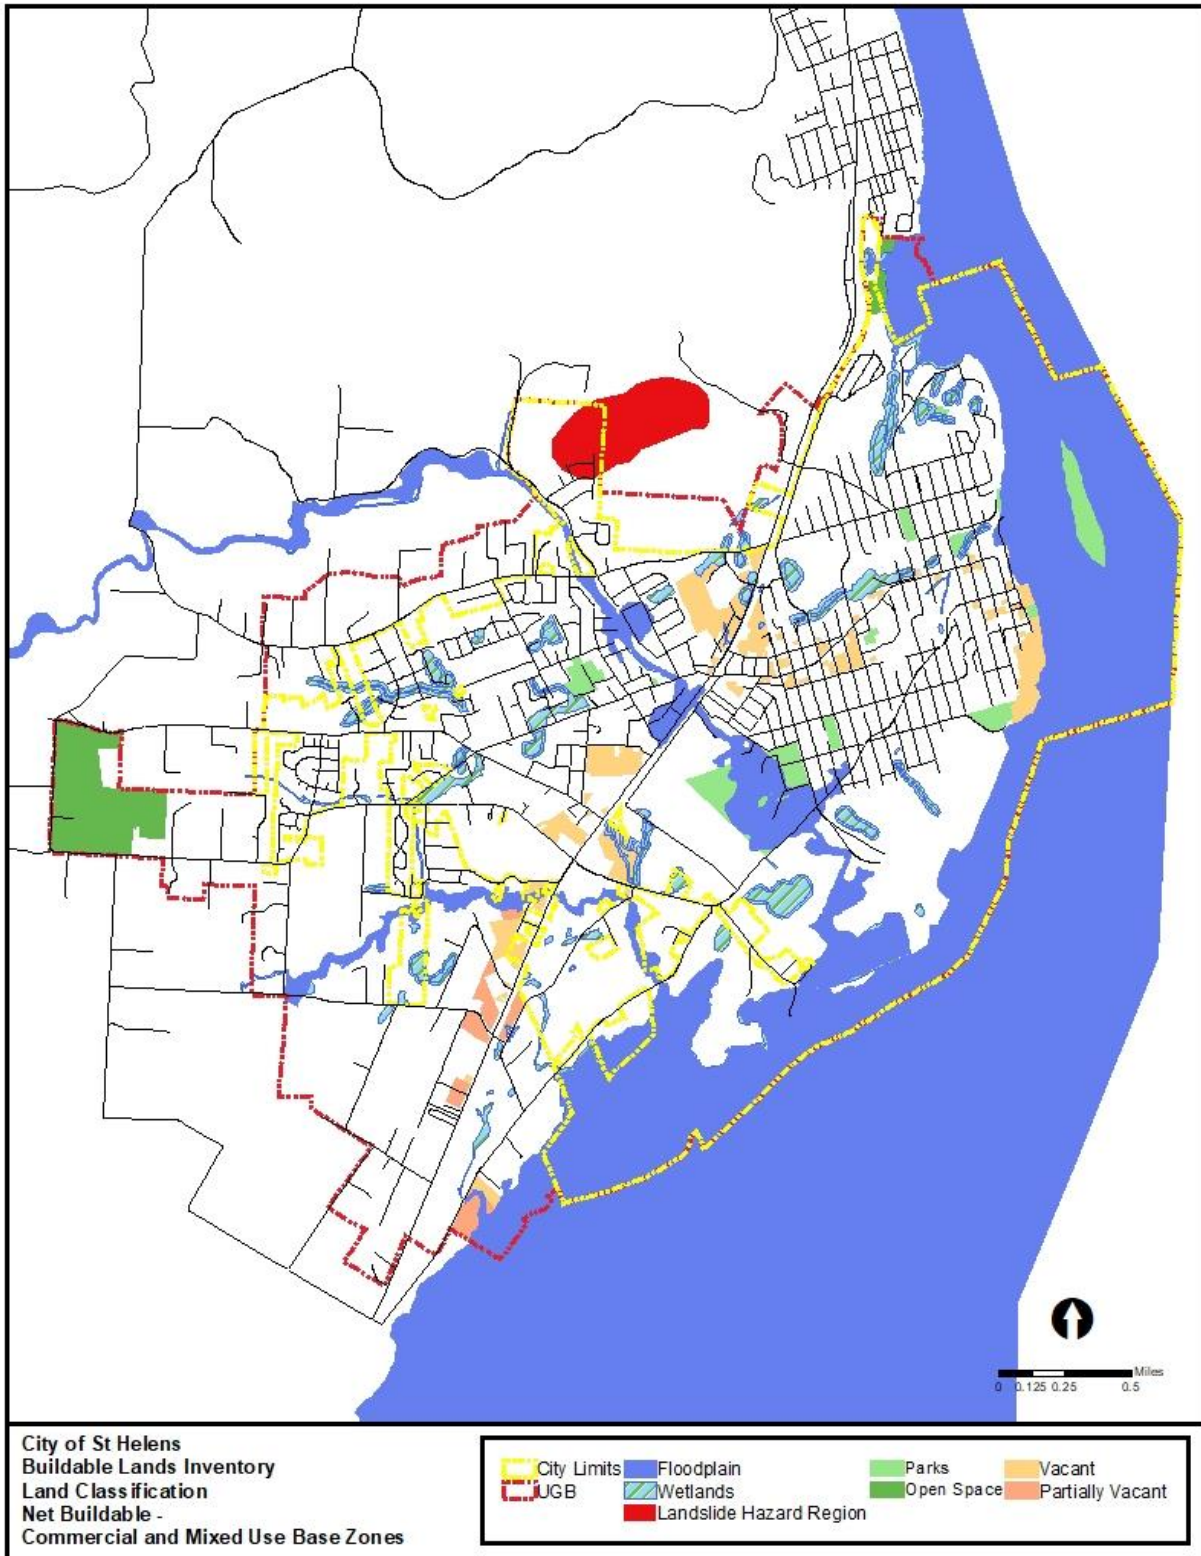 Miles
0 0.125 0.25 0.5
City of St Helens
Buildable Lands Inventory
Land Classification
Net Buildable -
Commercial and Mixed Use Base Zones
City Limits Floodplain Parks Vacant
UGB Wetlands Open Space Partially Vacant
Landslide Hazard Region